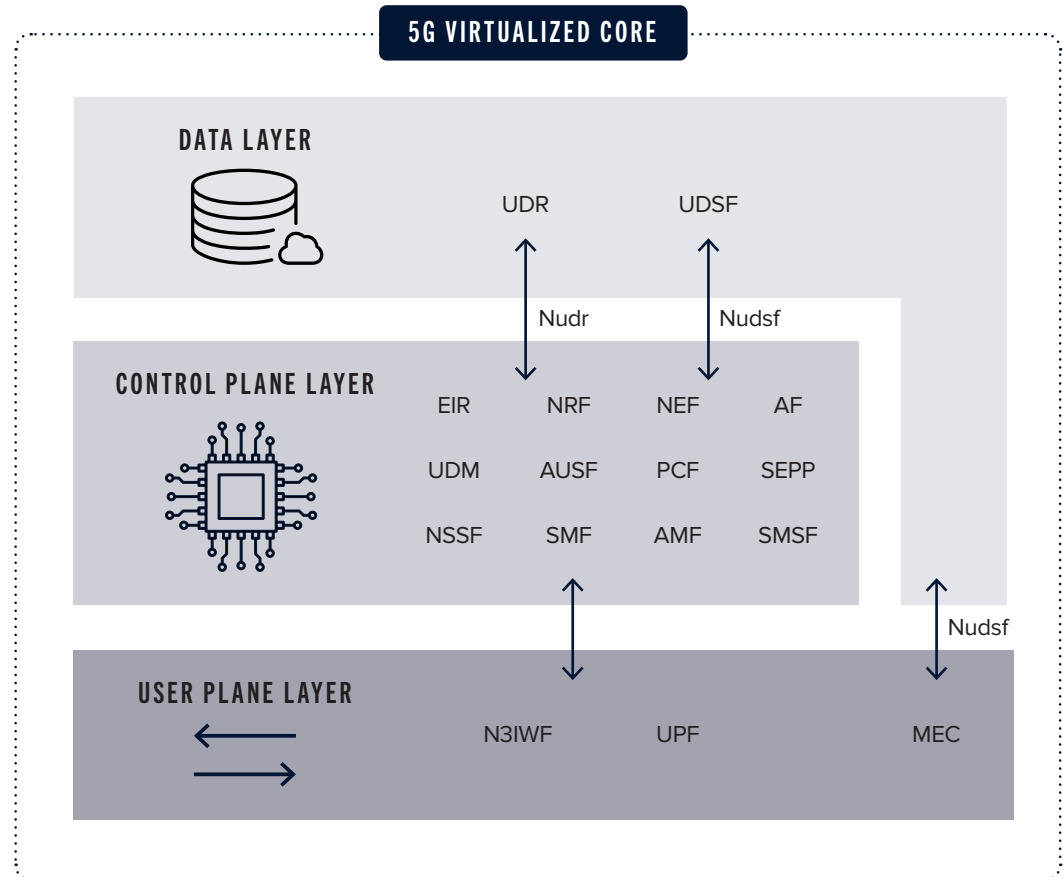 5G VIRTUALIZED CORE
DATA LAYER
UDR UDSF
Nudr Nudsf
CONTROL PLANE LAYER
EIR NRF NEF AF
UDM AUSF PCF SEPP
NSSF SMF AMF SMSF
Nudsf
USER PLANE LAYER
N3IWF UPF MEC